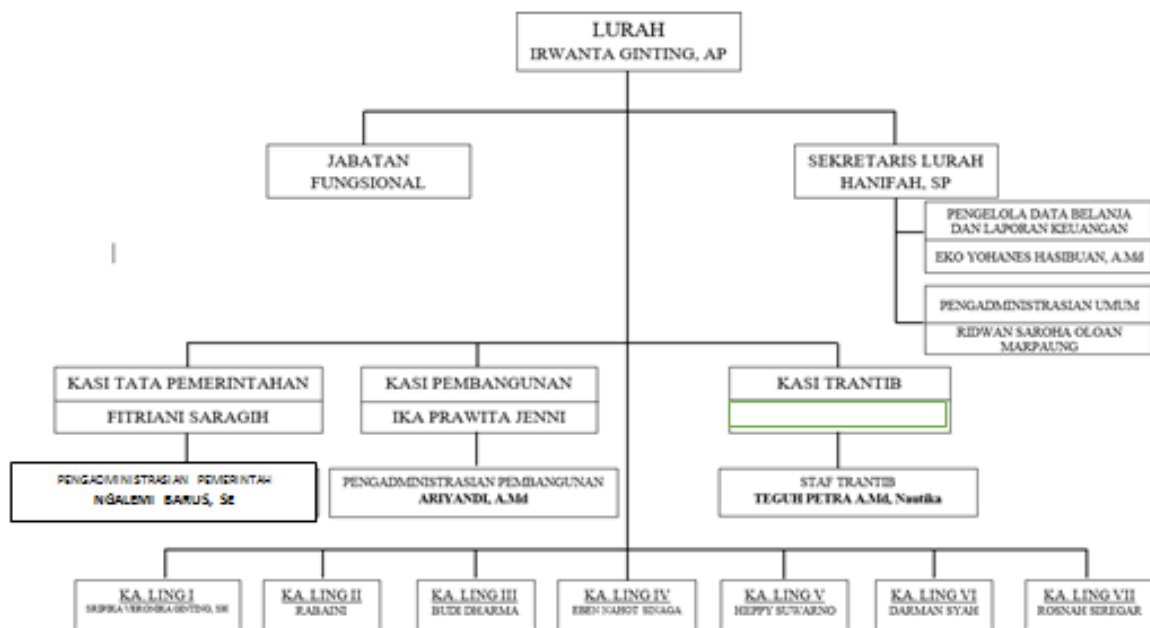 LURAH
IRWANTA GINTING, AP
JABATAN
FUNGSIONAL
SEKRETARIS LURAH
HANIFAH, SP
PENGELOLA DATA BELANJA
DAN LAPORAN KEUANGAN
EKO YOHANES HASIBUAN, A.Md
PENGADMINISTRASIAN UMUM
RIDWAN SAROHA OLOAN
MARPAUNG
KASI TATA PEMERINTAHAN
FITRIANI SARAGIH
KASI PEMBANGUNAN
IKA PRAWITA JENNI
KASI TRANTIB
PENGADMINISTRASIAN PEMERINTAH
NGALEMI BARUS, SE
PENGADMINISTRASIAN PEMBANGUNAN
ARIYANDI, A.Md
STAF TRANTIB
TEGUH PETRA A.Md, Nautika
KA. LING I
VERONIKA GINTING, SH
KA. LING II
RABAINI
KA. LING III
BUDI DHARMA
KA. LING IV
EBEN NAHOT SINAGA
KA. LING V
HEPPY SUWARNO
KA. LING VI
DARMAN SYAH
KA. LING VII
ROSNAH SIREGAR